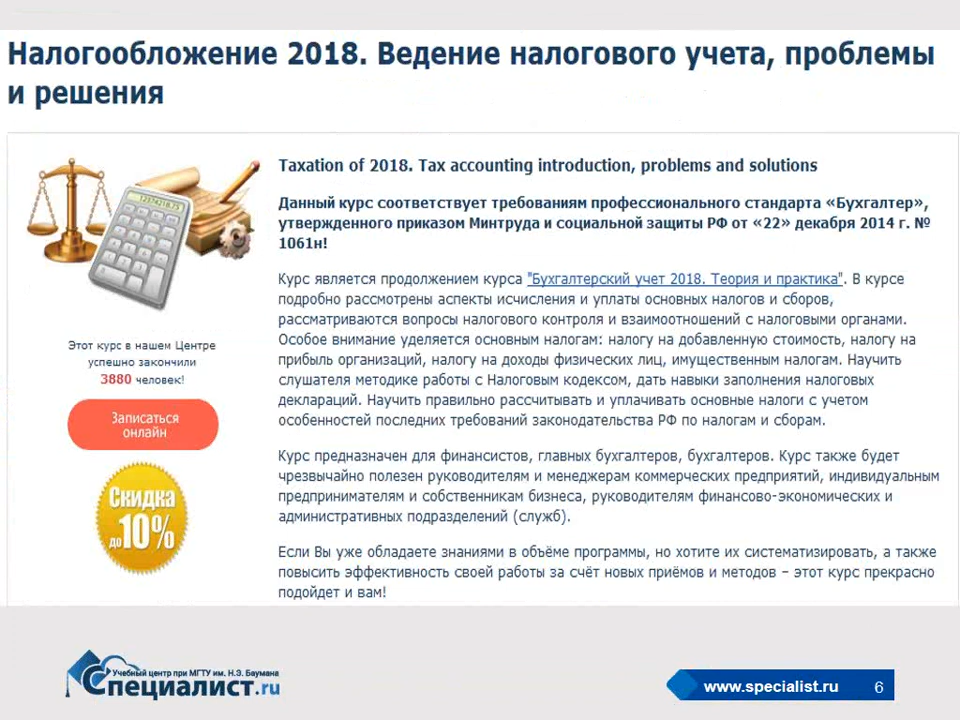 Налогообложение 2018. Ведение налогового учета, проблемы
и решения
Taxation of 2018. Tax accounting introduction, problems and solutions
Данный курс соответствует требованиям профессионального стандарта «Бухгалтер»,
утвержденного приказом Минтруда и социальной защиты РФ от «22» декабря 2014 г. №
1061н!
Курс является продолжением курса "Бухгалтерский учет 2018. Теория и практика". В курсе
подробно рассмотрены аспекты исчисления и уплаты основных налогов и сборов,
рассматриваются вопросы налогового контроля и взаимоотношений с налоговыми органами.
Особое внимание уделяется основным налогам: налогу на добавленную стоимость, налогу на
прибыль организаций, налогу на доходы физических лиц, имущественным налогам. Научить
слушателя методике работы с Налоговым кодексом, дать навыки заполнения налоговых
деклараций. Научить правильно рассчитывать и уплачивать основные налоги с учетом
особенностей последних требований законодательства РФ по налогам и сборам.
Курс предназначен для финансистов, главных бухгалтеров, бухгалтеров. Курс также будет
чрезвычайно полезен руководителям и менеджерам коммерческих предприятий, индивидуальным
предпринимателям и собственникам бизнеса, руководителям финансово-экономических и
административных подразделений (служб).
Если Вы уже обладаете знаниями в объёме программы, но хотите их систематизировать, а также
повысить эффективность своей работы за счёт новых приёмов и методов – этот курс прекрасно
подойдет и вам!
Этот курс в нашем Центре
успешно закончили
3880 человек!
Записаться
онлайн
Скидка
до 10%
Учебный центр при МГТУ им. Н.Э. Баумана
Специалист.ru
www.specialist.ru
6